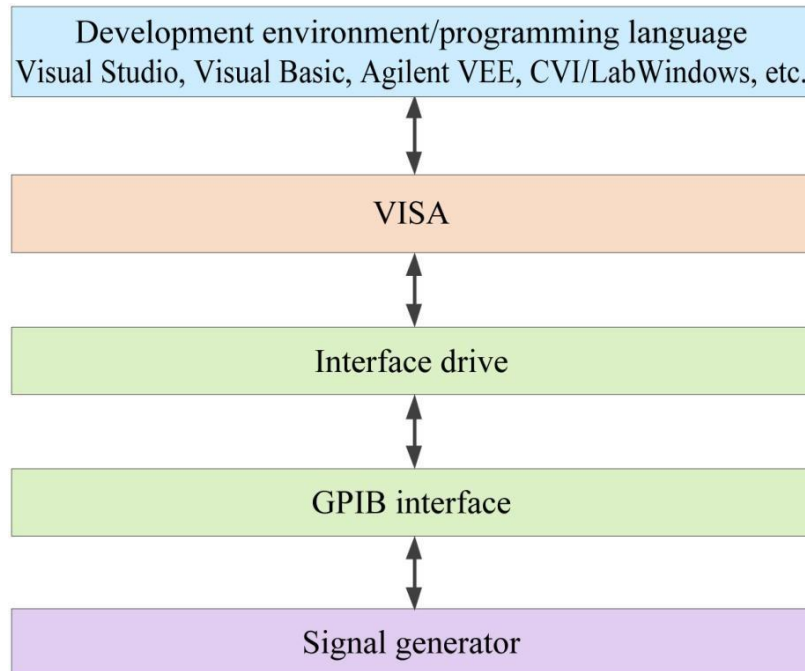 Development environment/programming language
Visual Studio, Visual Basic, Agilent VEE, CVI/LabWindows, etc.
VISA
Interface drive
GPIB interface
Signal generator